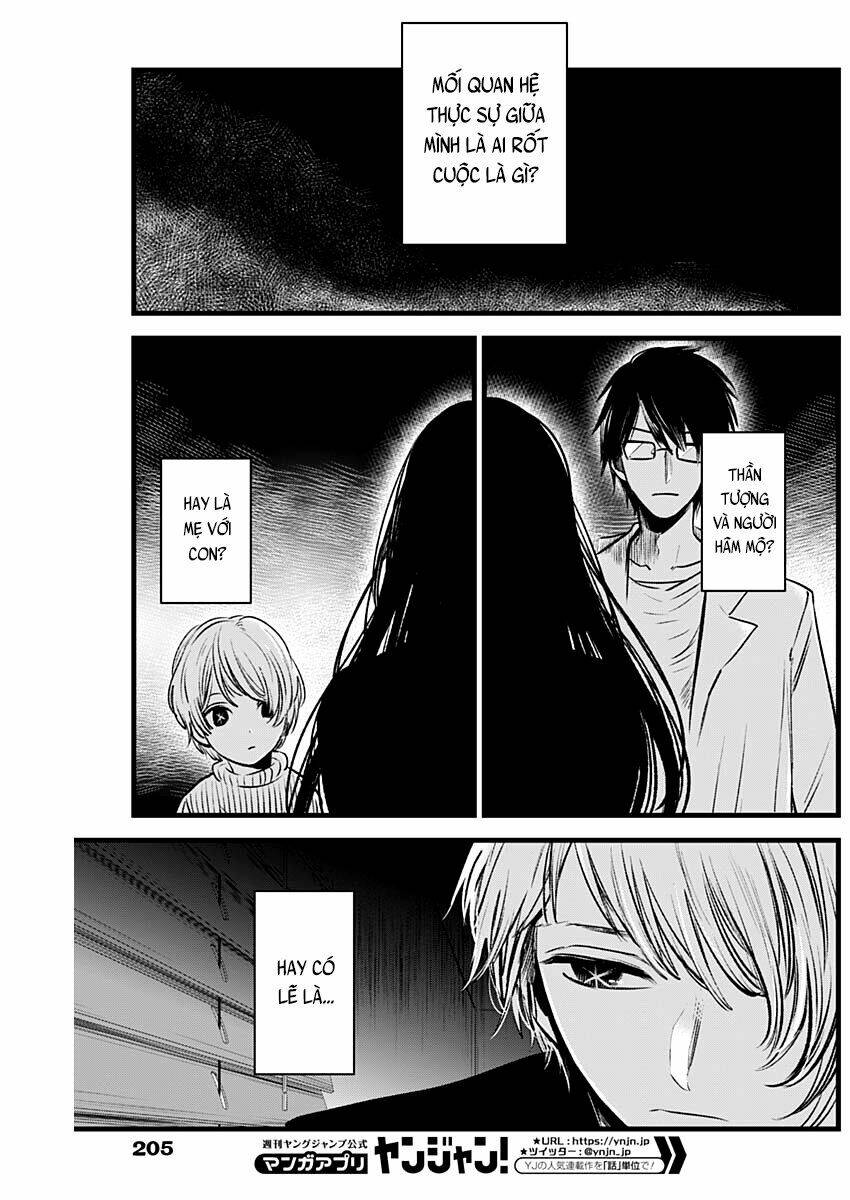 MỐI QUAN HỆ
THỰC SỰ GIỮA
MÌNH LÀ AI RỐT
CUỘC LÀ GÌ?
THẦN
TƯỢNG
VÀ NGƯỜI
HÂM MỘ?
HAY LÀ
MẸ VỚI
CON?
HAY CÓ
LẼ LÀ...
205
週刊ヤングジャンプ公式
マンガアプリ
ヤンジャン!
★URL:https://ynjn.jp
★ツイッター:@ynjn_jp
YJの人気連載作を「話」単位で!